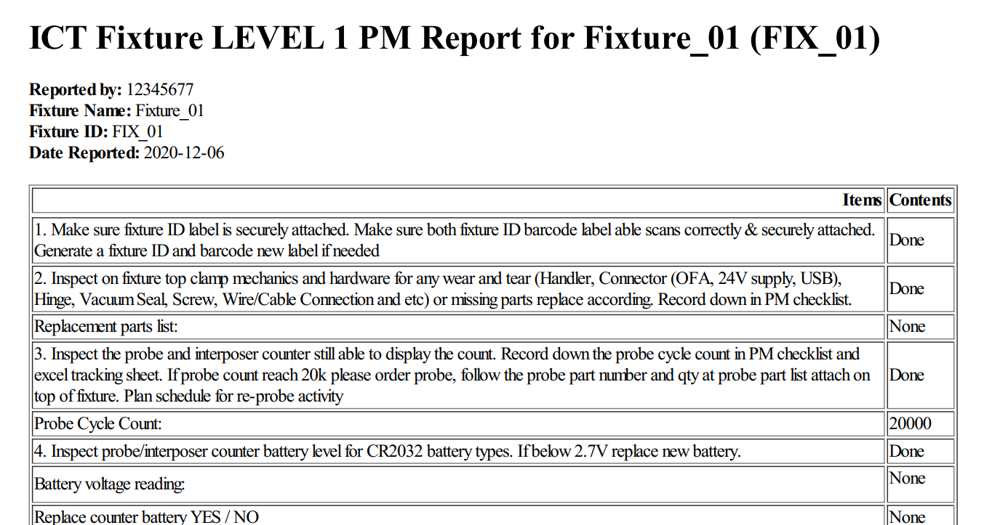 ICT Fixture LEVEL 1 PM Report for Fixture_01 (FIX_01)
Reported by: 12345677
Fixture Name: Fixture_01
Fixture ID: FIX_01
Date Reported: 2020-12-06
Items Contents
1. Make sure fixture ID label is securely attached. Make sure both fixture ID barcode label able scans correctly & securely attached.
Generate a fixture ID and barcode new label if needed
Done
2. Inspect on fixture top clamp mechanics and hardware for any wear and tear (Handler, Connector (OFA, 24V supply, USB),
Hinge, Vacuum Seal, Screw, Wire/Cable Connection and etc) or missing parts replace according. Record down in PM checklist.
Done
Replacement parts list: None
3. Inspect the probe and interposer counter still able to display the count. Record down the probe cycle count in PM checklist and
excel tracking sheet. If probe count reach 20k please order probe, follow the probe part number and qty at probe part list attach on
top of fixture. Plan schedule for re-probe activity
Done
Probe Cycle Count: 20000
4. Inspect probe/interposer counter battery level for CR2032 battery types. If below 2.7V replace new battery. Done
Battery voltage reading: None
Replace counter battery YES / NO None